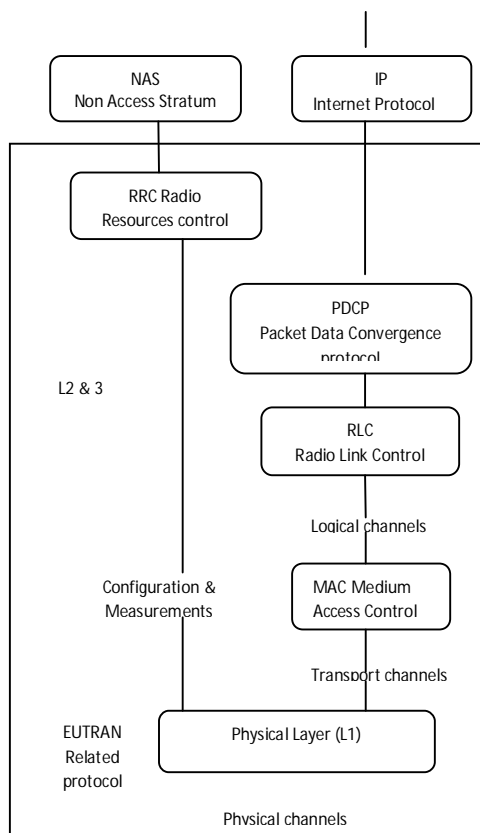 NAS
Non Access Stratum
IP
Internet Protocol
RRC Radio
Resources control
PDCP
Packet Data Convergence
protocol
L2 & 3
RLC
Radio Link Control
Logical channels
Configuration &
Measurements
MAC Medium
Access Control
Transport channels
EUTRAN
Related
protocol
Physical Layer (L1)
Physical channels